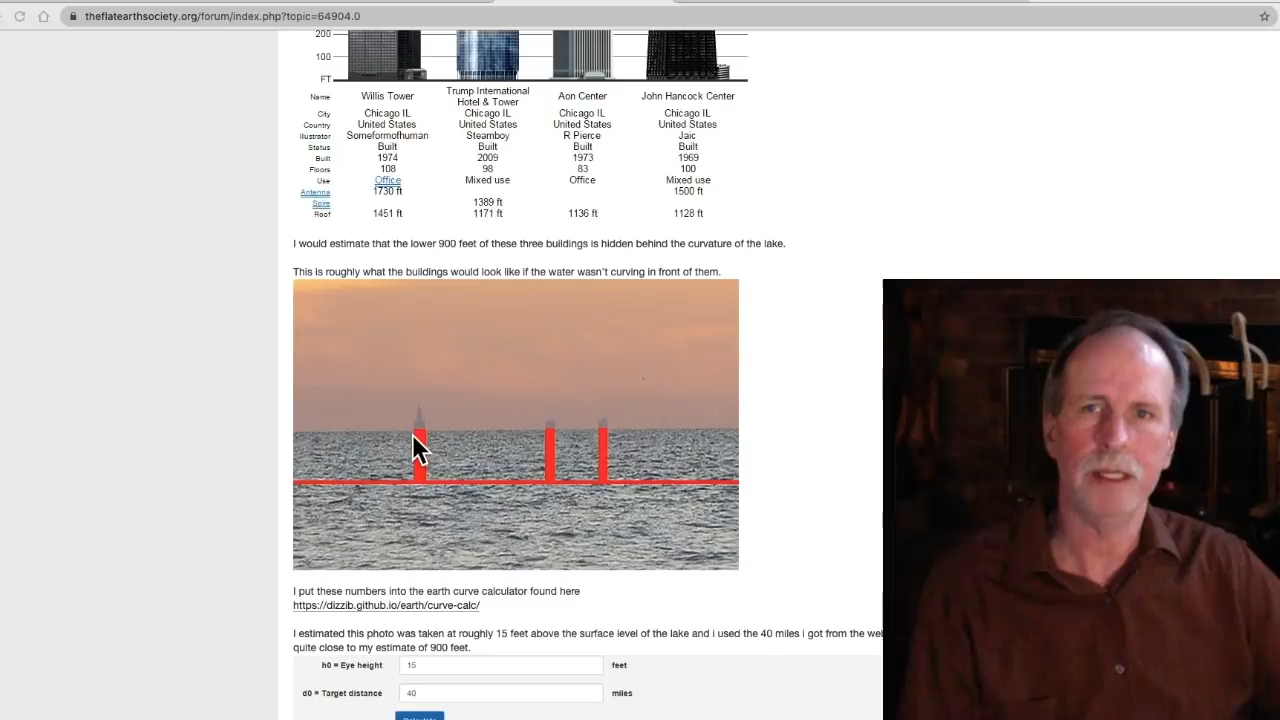 theflatearthsociety.org/forum/index.php?topic=64904.0
200
100
FT
Name Willis Tower Trump International Hotel & Tower Aon Center John Hancock Center
City Chicago IL Chicago IL Chicago IL Chicago IL
Country United States United States United States United States
Illustrator Someformofhuman Steamboy R Pierce Jaic
Status Built Built Built Built
Built 1974 2009 1973 1969
Floors 108 98 83 100
Use Office Mixed use Office Mixed use
Antenna 1730 ft 1500 ft
Spire 1389 ft
Roof 1451 ft 1171 ft 1136 ft 1128 ft
I would estimate that the lower 900 feet of these three buildings is hidden behind the curvature of the lake.
This is roughly what the buildings would look like if the water wasn't curving in front of them.
I put these numbers into the earth curve calculator found here
https://dizzib.github.io/earth/curve-calc/
I estimated this photo was taken at roughly 15 feet above the surface level of the lake and i used the 40 miles i got from the
quite close to my estimate of 900 feet.
h0 = Eye height 15 feet
d0 = Target distance 40 miles